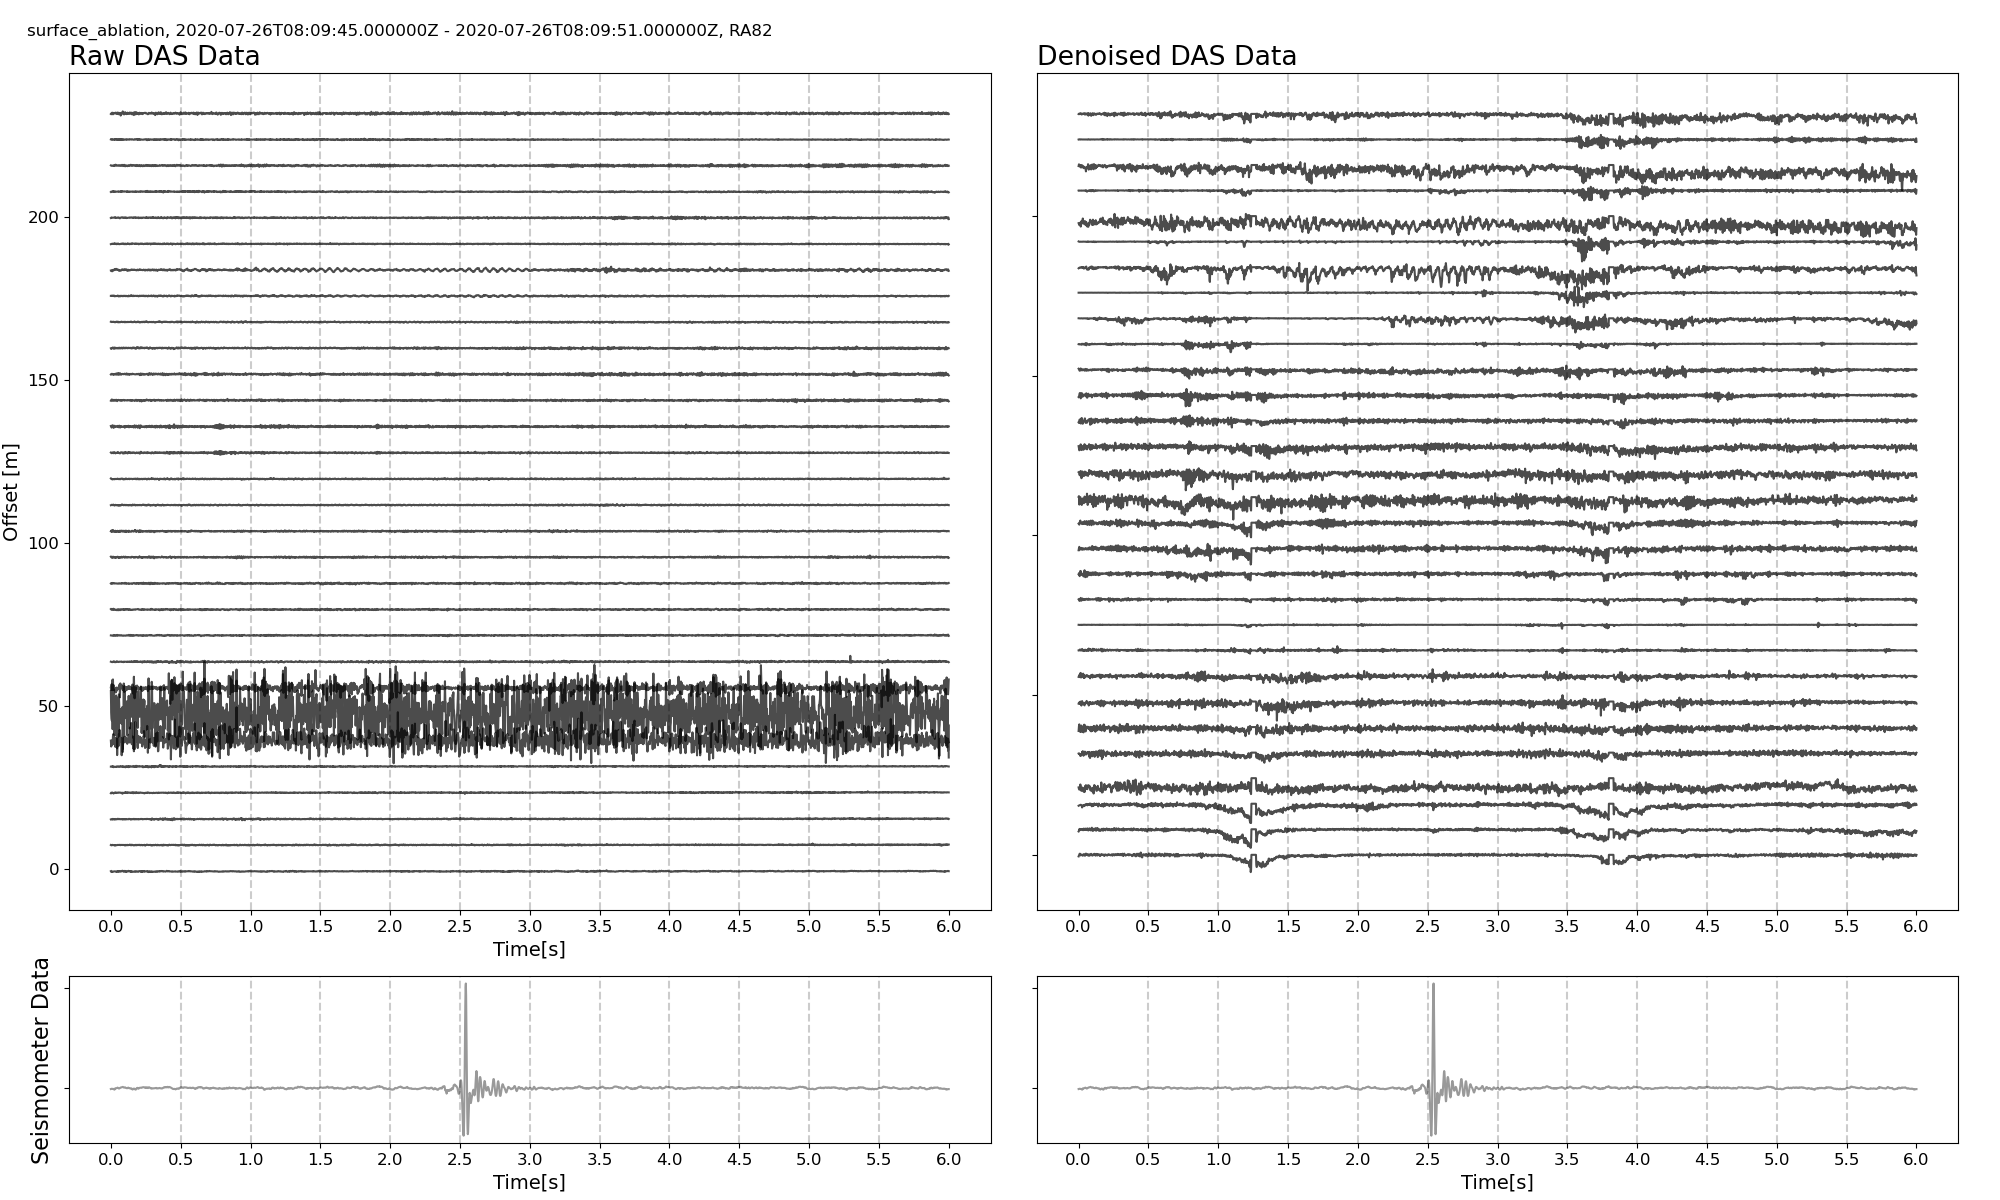 surface_ablation, 2020-07-26T08:09:45.000000Z - 2020-07-26T08:09:51.000000Z, RA82
Raw DAS Data
Denoised DAS Data
Offset [m]
200
150
100
50
0
0.0 0.5 1.0 1.5 2.0 2.5 3.0 3.5 4.0 4.5 5.0 5.5 6.0
Time[s]
0.0 0.5 1.0 1.5 2.0 2.5 3.0 3.5 4.0 4.5 5.0 5.5 6.0
Seismometer Data
0.0 0.5 1.0 1.5 2.0 2.5 3.0 3.5 4.0 4.5 5.0 5.5 6.0
Time[s]
0.0 0.5 1.0 1.5 2.0 2.5 3.0 3.5 4.0 4.5 5.0 5.5 6.0
Time[s]